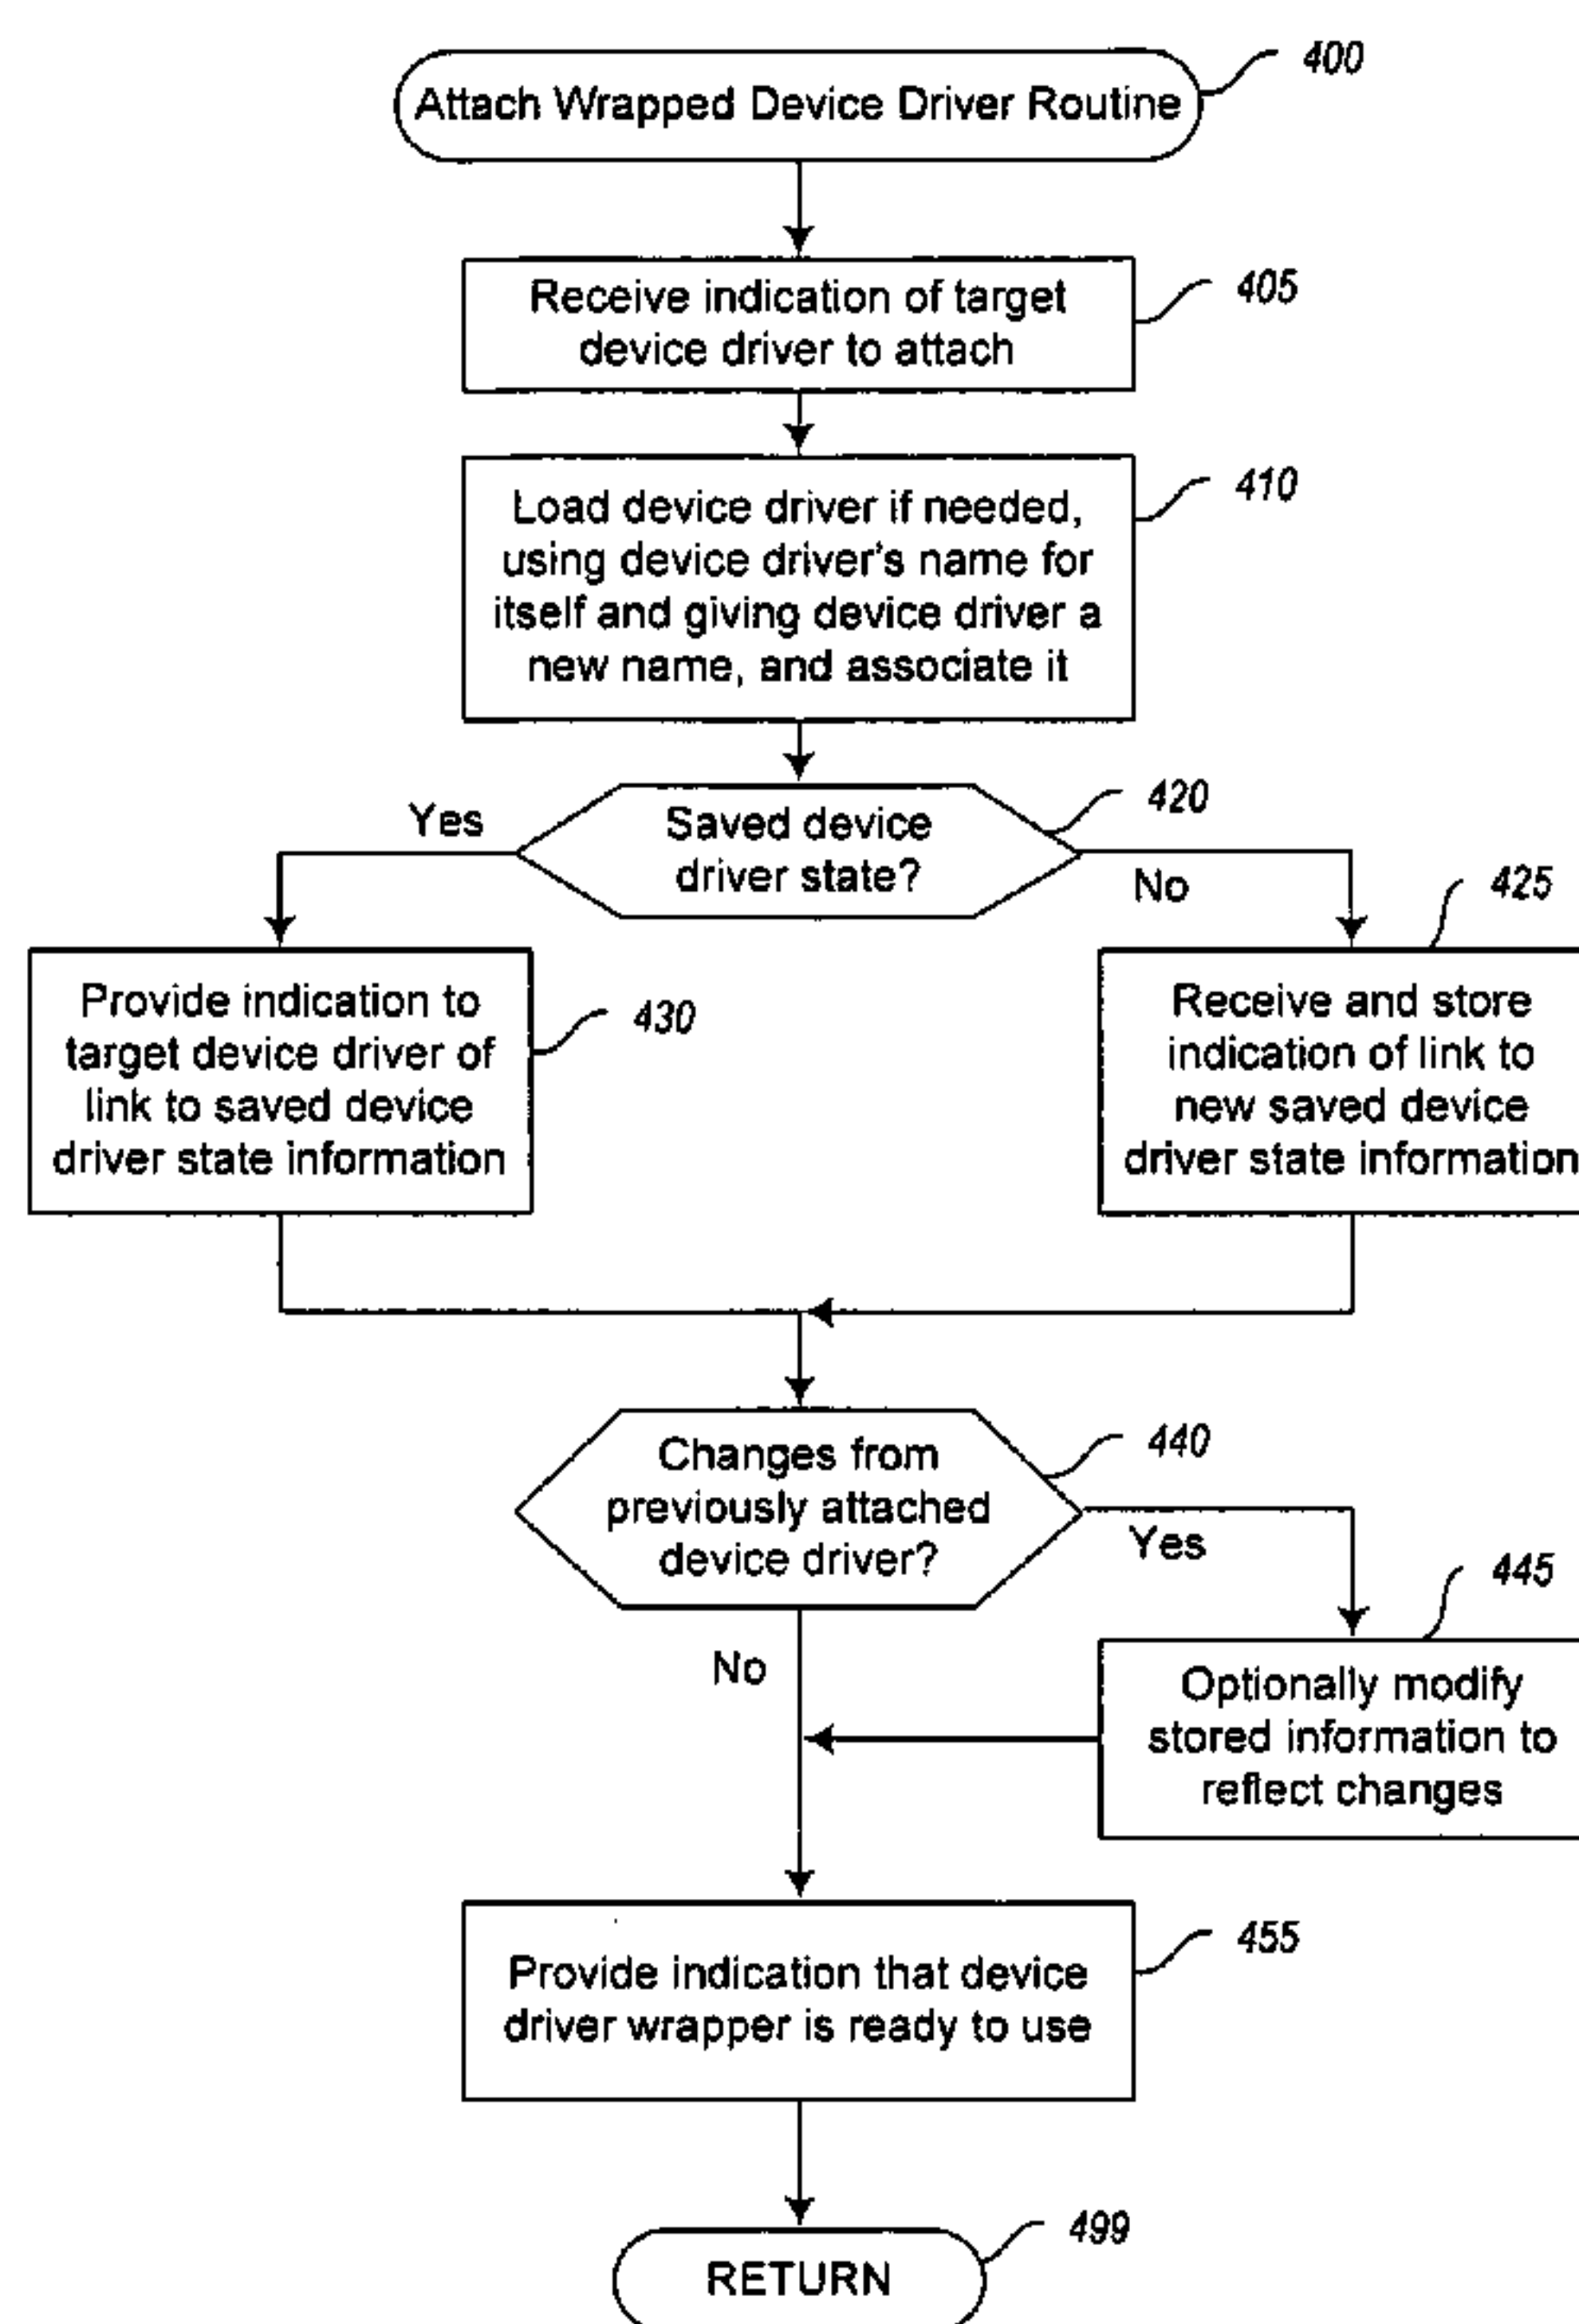 400
Attach Wrapped Device Driver Routine
405
Receive indication of target
device driver to attach
410
Load device driver if needed,
using device driver's name for
itself and giving device driver a
new name, and associate it
420
Saved device
driver state?
Yes
No
430
Provide indication to
target device driver of
link to saved device
driver state information
425
Receive and store
indication of link to
new saved device
driver state information
440
Changes from
previously attached
device driver?
Yes
No
445
Optionally modify
stored information to
reflect changes
455
Provide indication that device
driver wrapper is ready to use
499
RETURN